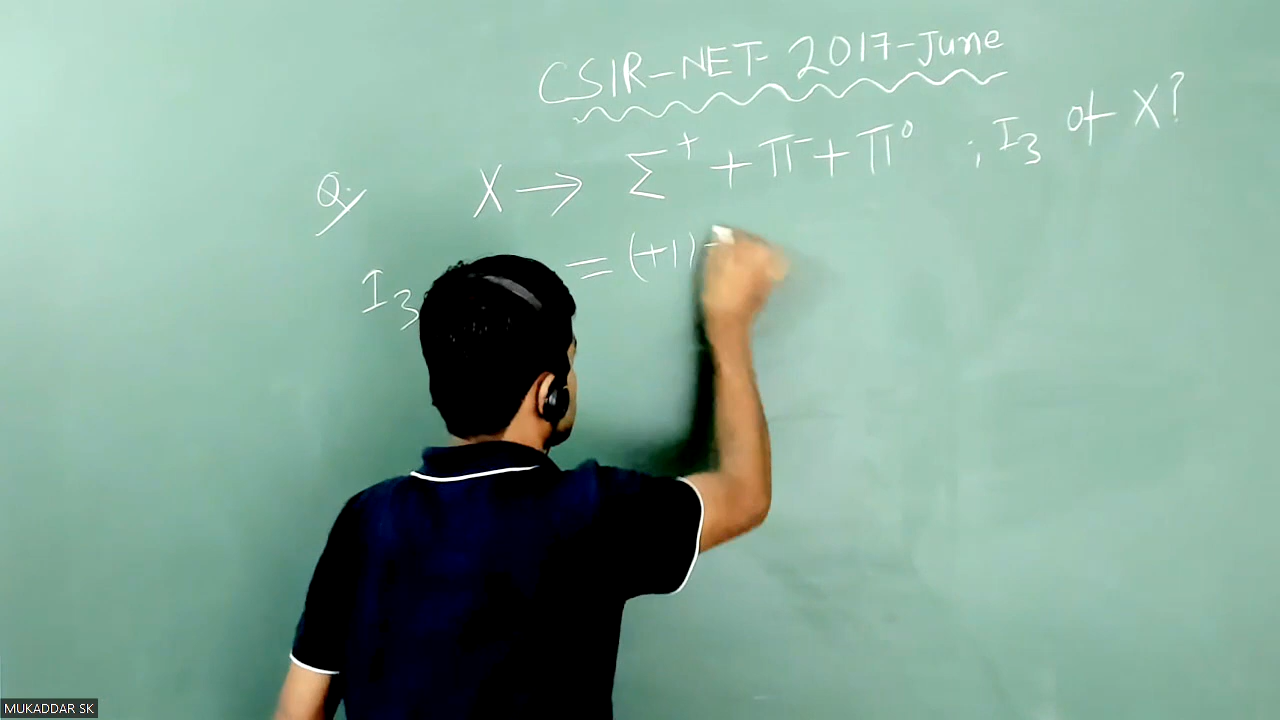 CSIR-NET-2017-June
Q. X → Σ⁺ + π⁻ + π⁰ ; I₃ of X?
I₃ = (+1)
MUKADDAR SK